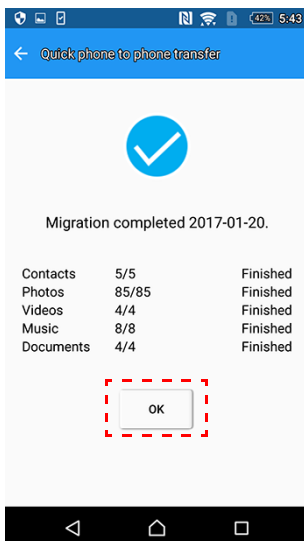 42% 5:43
Quick phone to phone transfer
Migration completed 2017-01-20.
Contacts 5/5 Finished
Photos 85/85 Finished
Videos 4/4 Finished
Music 8/8 Finished
Documents 4/4 Finished
OK